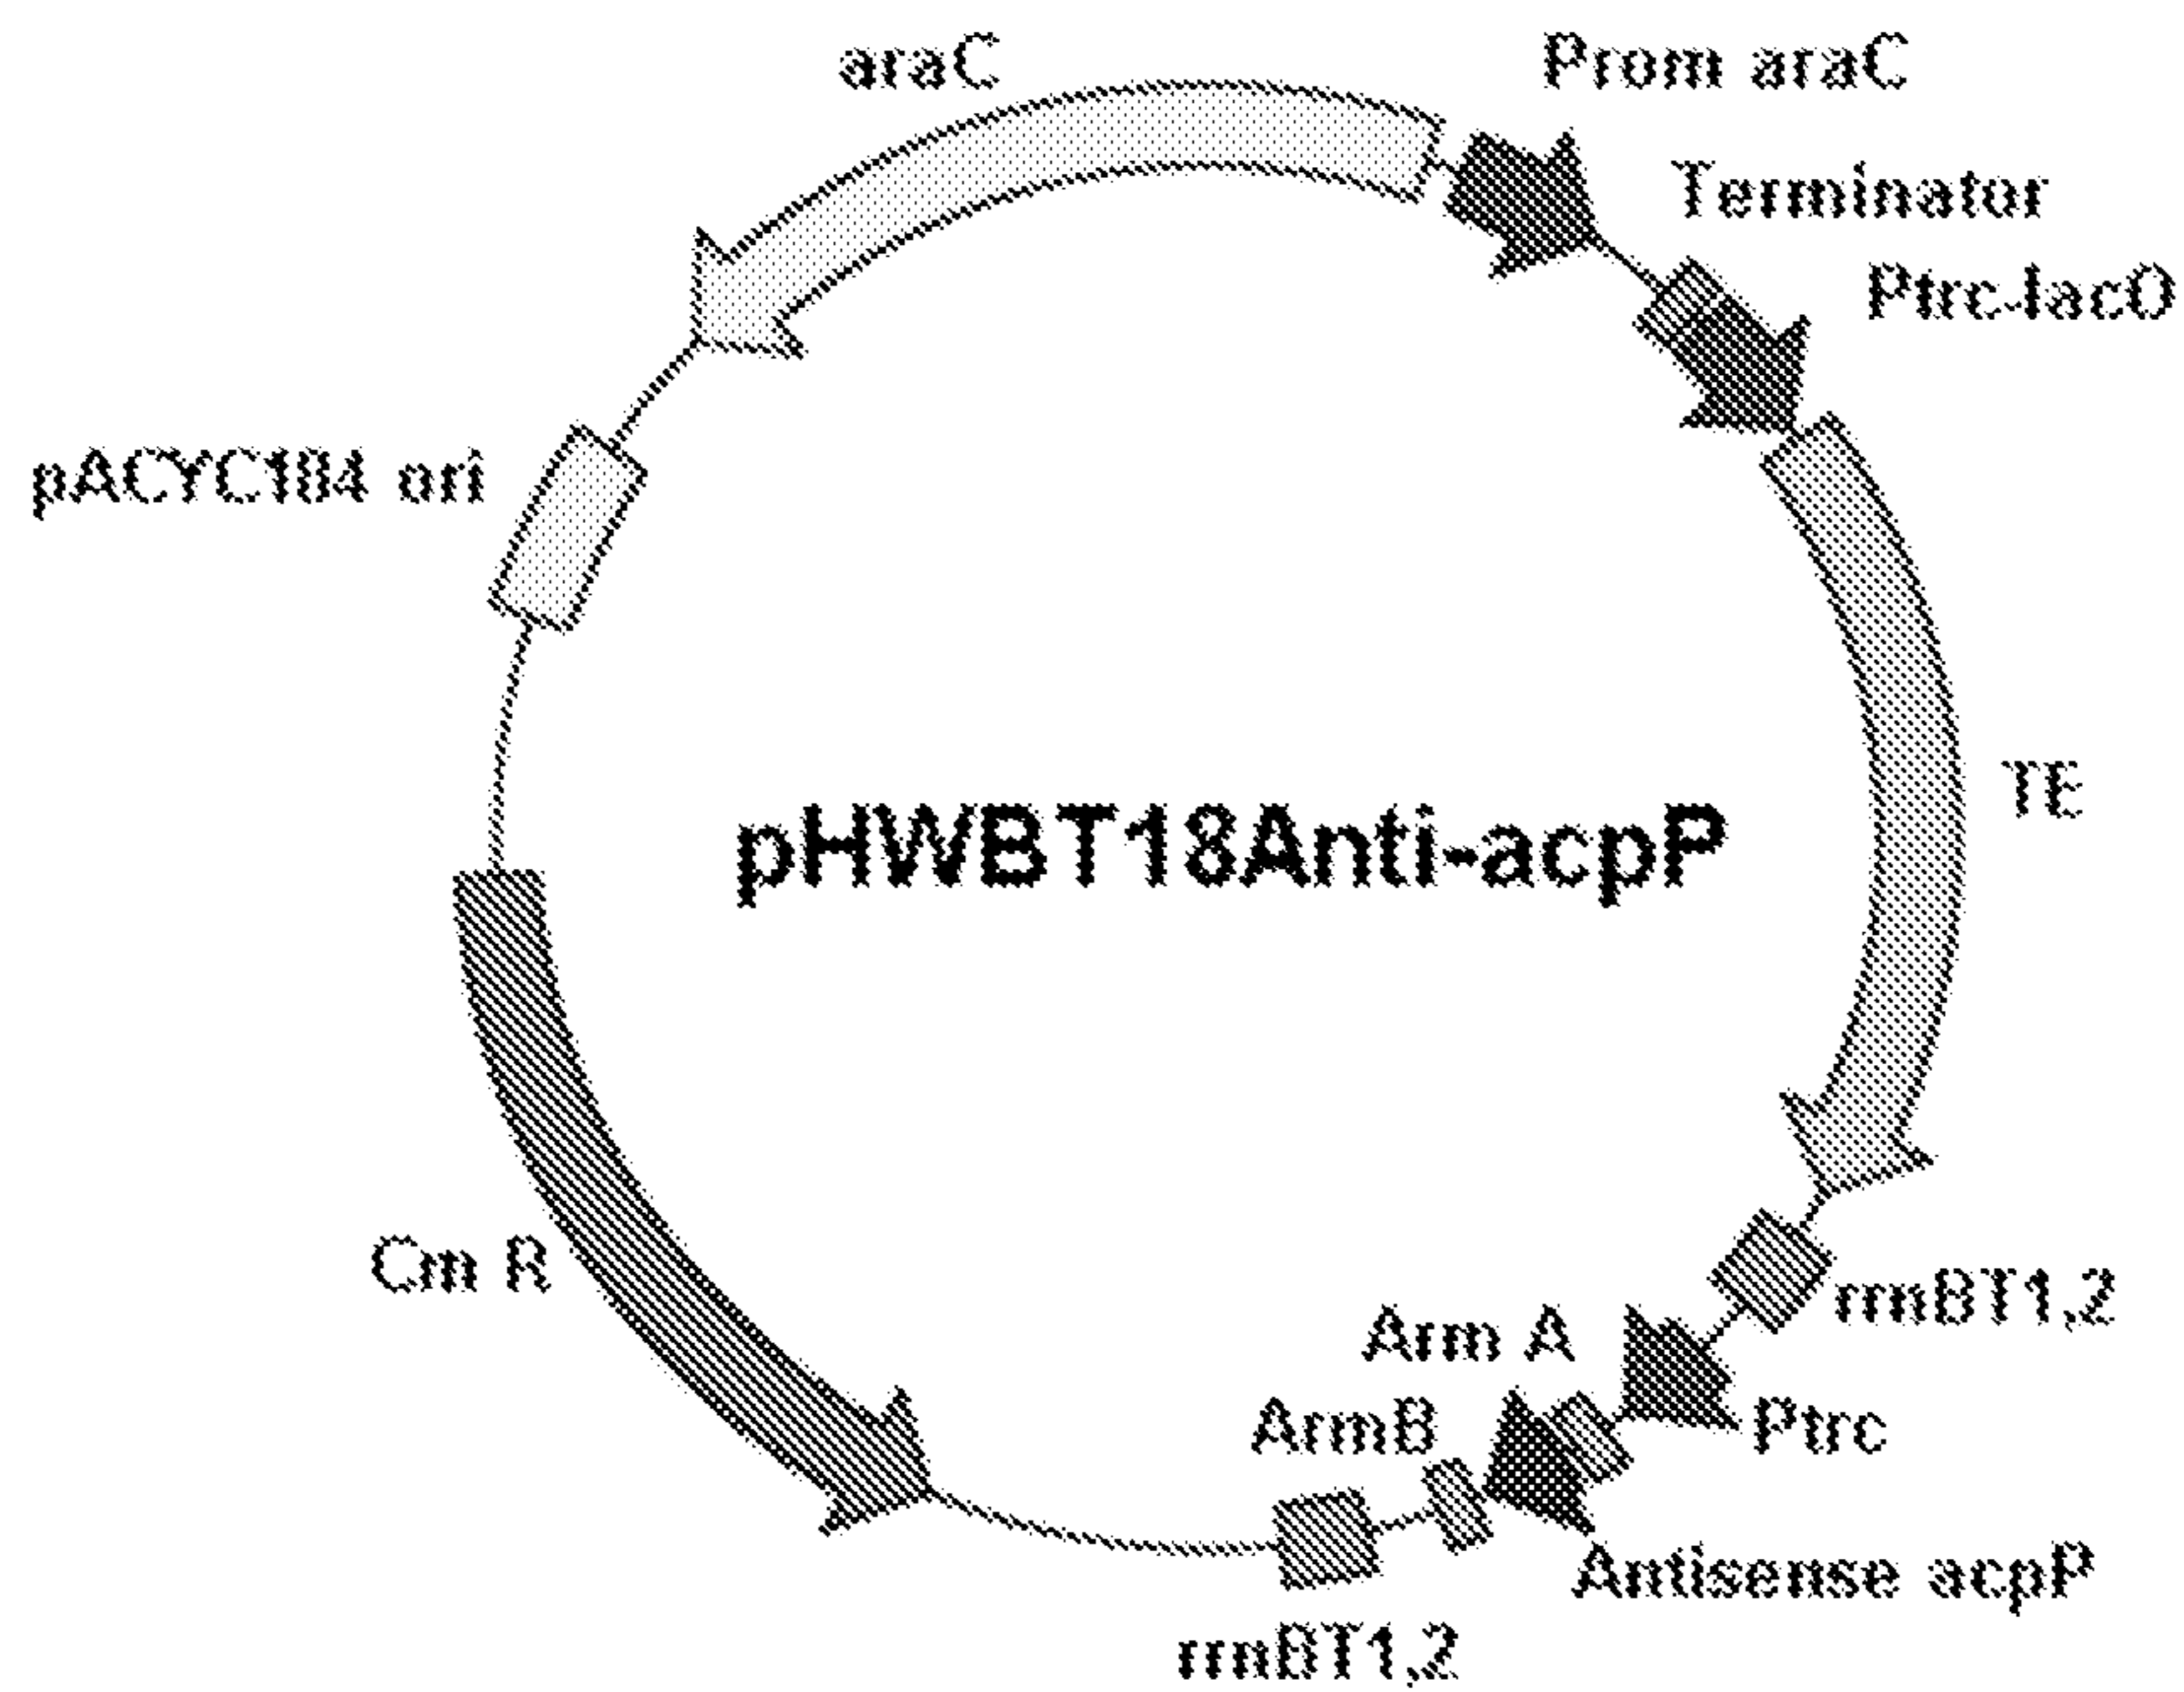 araC
Prom araC
Terminator
Ptrc-lacO
pACYC184 ori
TE
pHWBT18Anti-acpP
Cm R
rrnBT1,2
Arm A
Ptrc
ArmB
Antisense acpP
rrnBT1,2